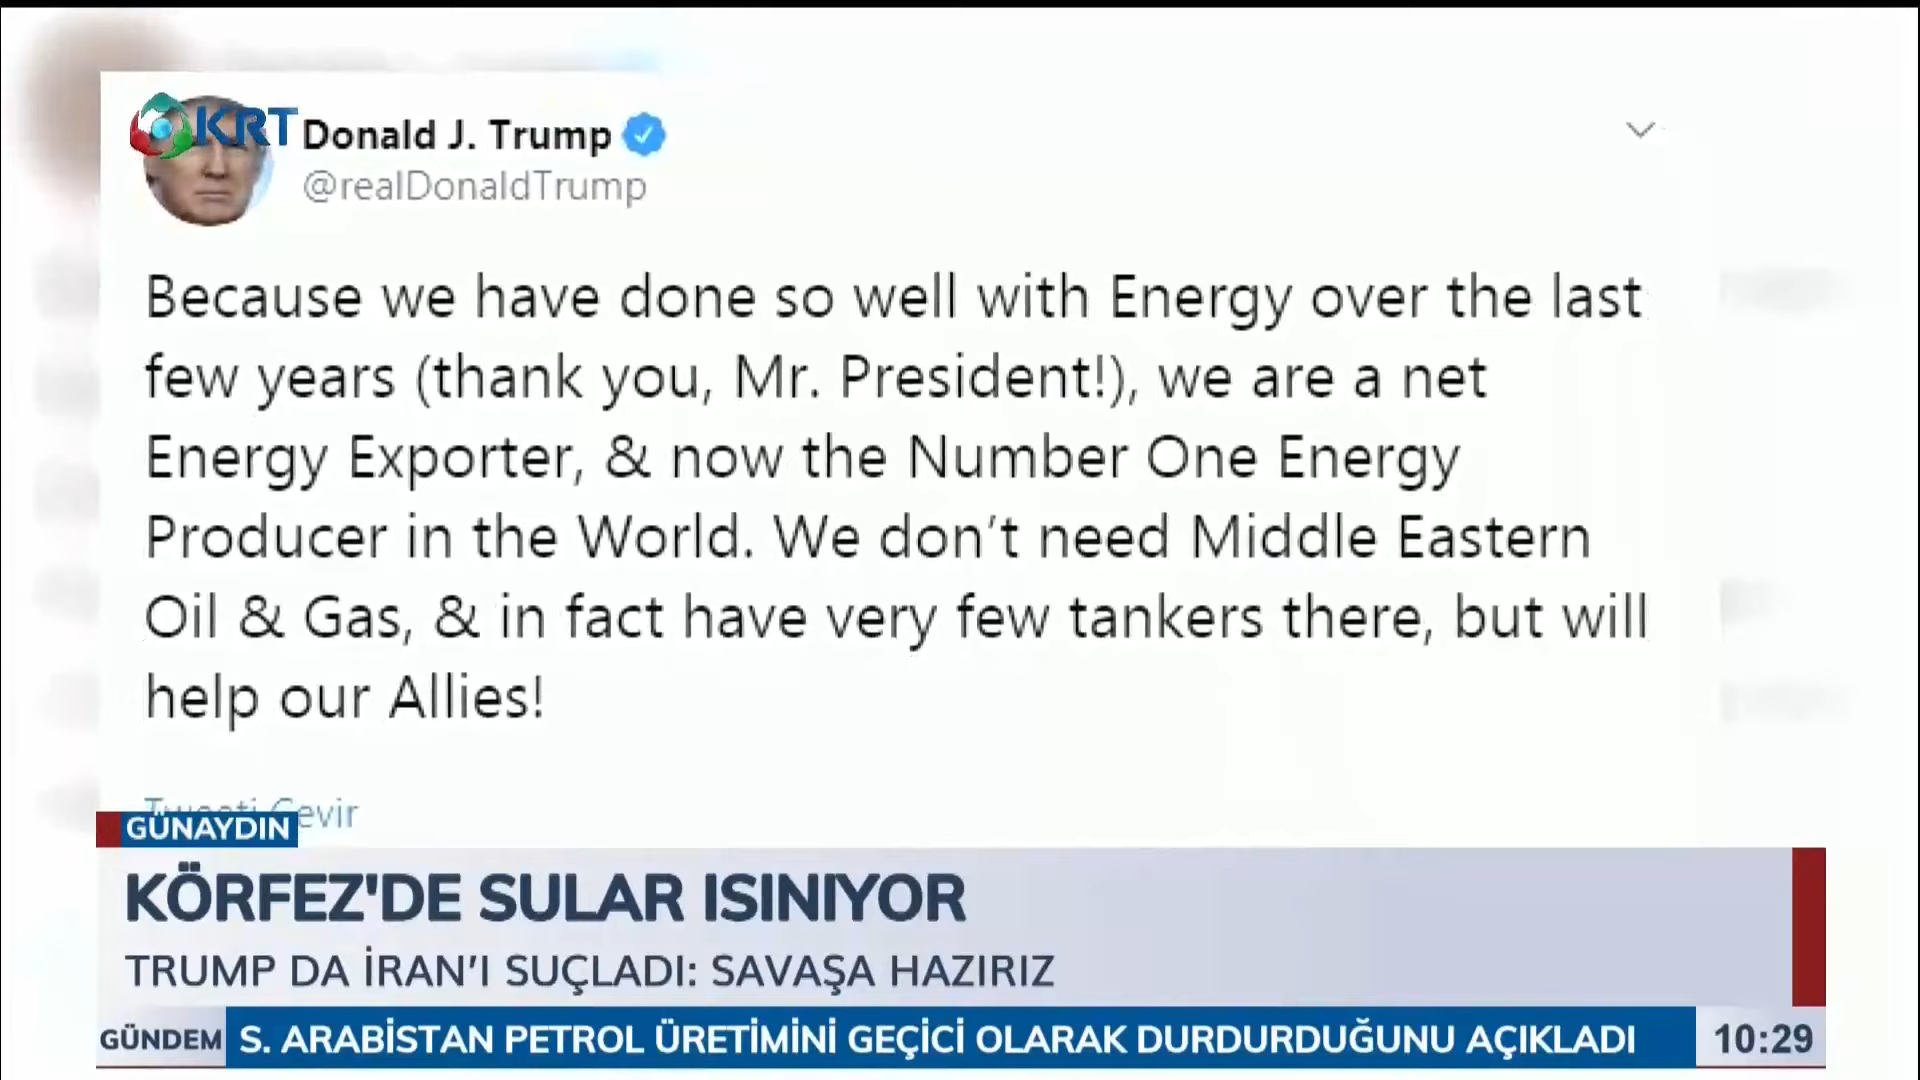 KRT
Donald J. Trump
@realDonaldTrump
Because we have done so well with Energy over the last
few years (thank you, Mr. President!), we are a net
Energy Exporter, & now the Number One Energy
Producer in the World. We don't need Middle Eastern
Oil & Gas, & in fact have very few tankers there, but will
help our Allies!
Tweeti Çevir
GÜNAYDIN
KÖRFEZ'DE SULAR ISINIYOR
TRUMP DA İRAN'I SUÇLADI: SAVAŞA HAZIRIZ
GÜNDEM S. ARABİSTAN PETROL ÜRETİMİNİ GEÇİCİ OLARAK DURDURDUĞUNU AÇIKLADI 10:29